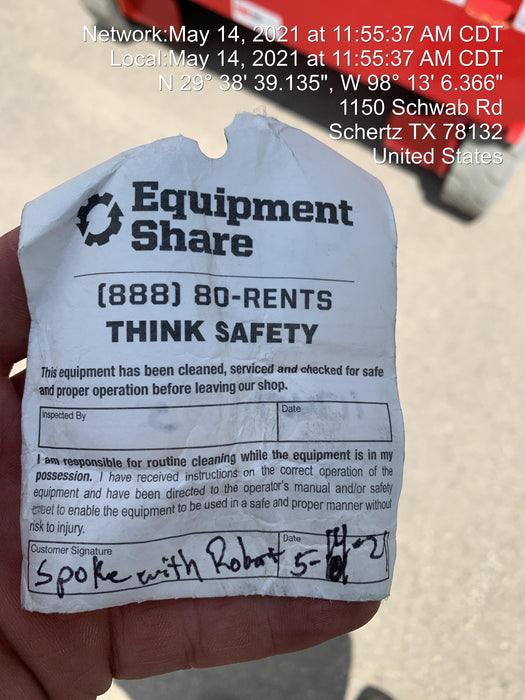 Network:May 14, 2021 at 11:55:37 AM CDT
Local:May 14, 2021 at 11:55:37 AM CDT
N 29° 38' 39.135", W 98° 13' 6.366"
1150 Schwab Rd
Schertz TX 78132
United States
Equipment
Share
(888) 80-RENTS
THINK SAFETY
This equipment has been cleaned, serviced and checked for safe
and proper operation before leaving our shop.
Inspected By Date
I am responsible for routine cleaning while the equipment is in my
possession. I have received instructions on the correct operation of the
equipment and have been directed to the operator's manual and/or safety
to enable the equipment to be used in a safe and proper manner without
risk to injury.
Customer Signature Date
Spoke with Robert 5-14-21